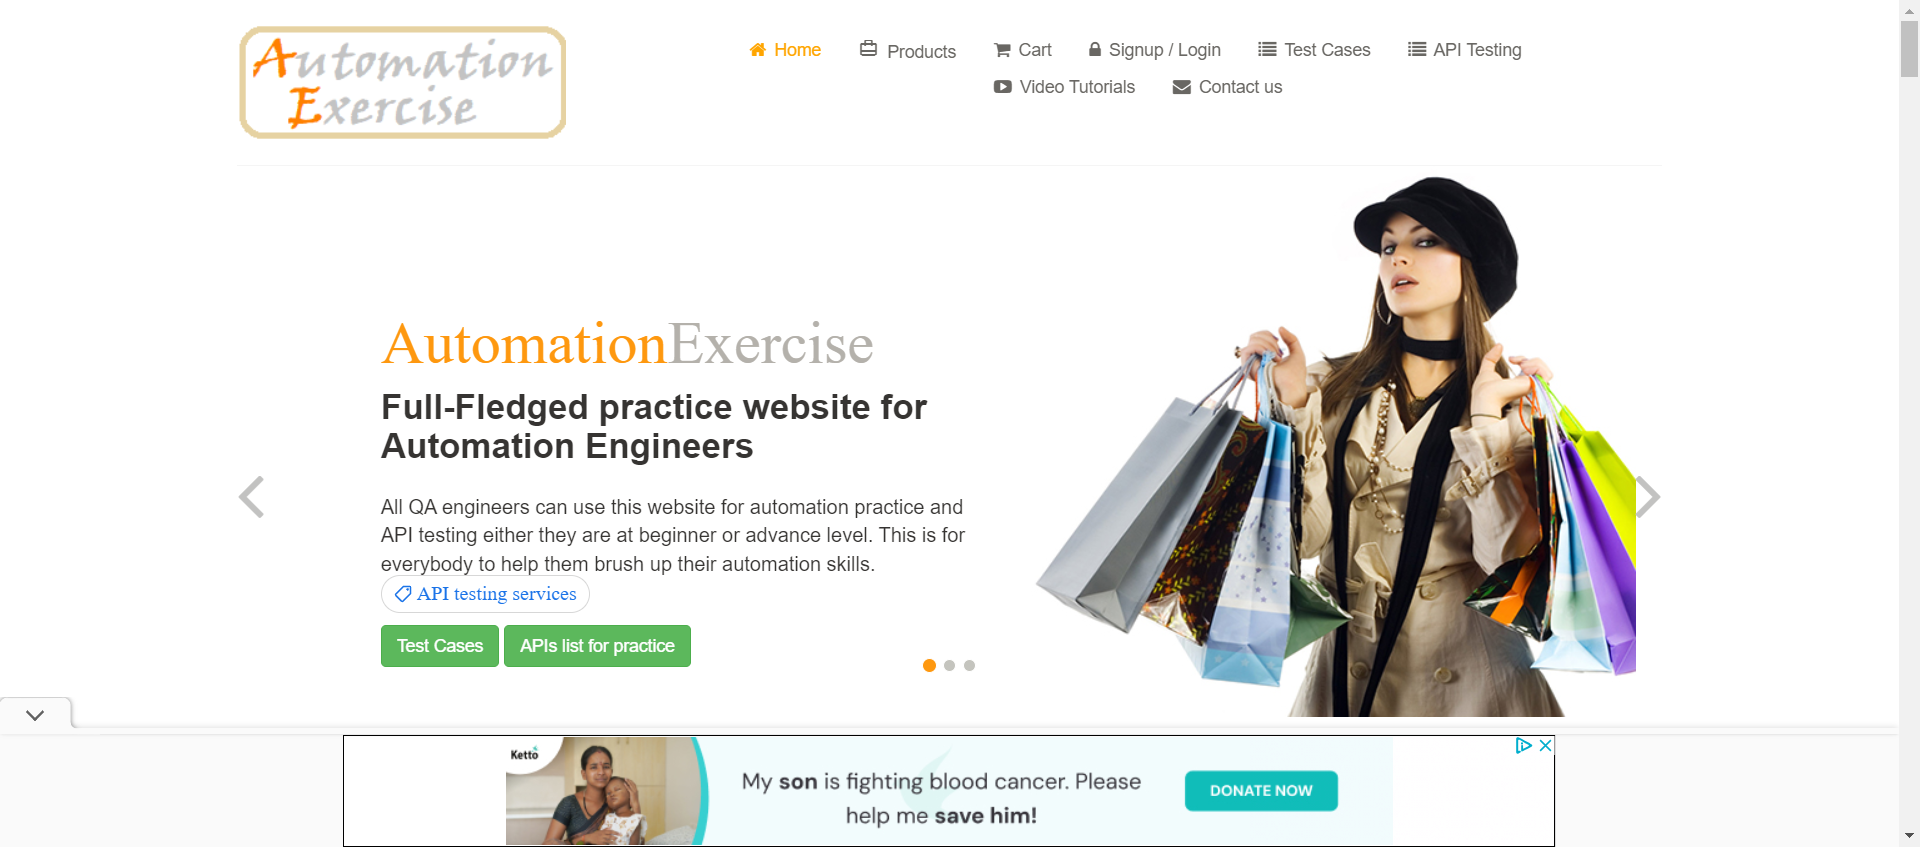 Automation
Exercise
Home
Products
Cart
Signup / Login
Test Cases
API Testing
Video Tutorials
Contact us
AutomationExercise
Full-Fledged practice website for
Automation Engineers
All QA engineers can use this website for automation practice and
API testing either they are at beginner or advance level. This is for
everybody to help them brush up their automation skills.
API testing services
Test Cases
APIs list for practice
Ketto
My son is fighting blood cancer. Please
help me save him!
DONATE NOW